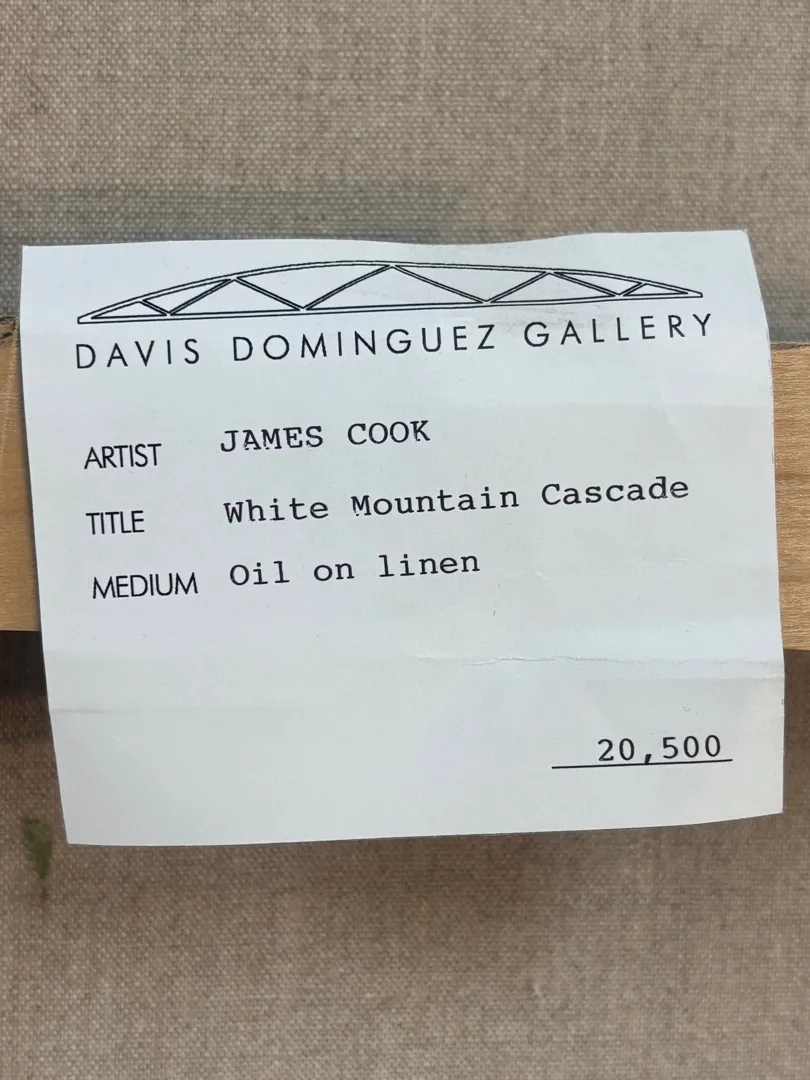 DAVIS DOMINGUEZ GALLERY
ARTIST JAMES COOK
TITLE White Mountain Cascade
MEDIUM Oil on linen
20,500